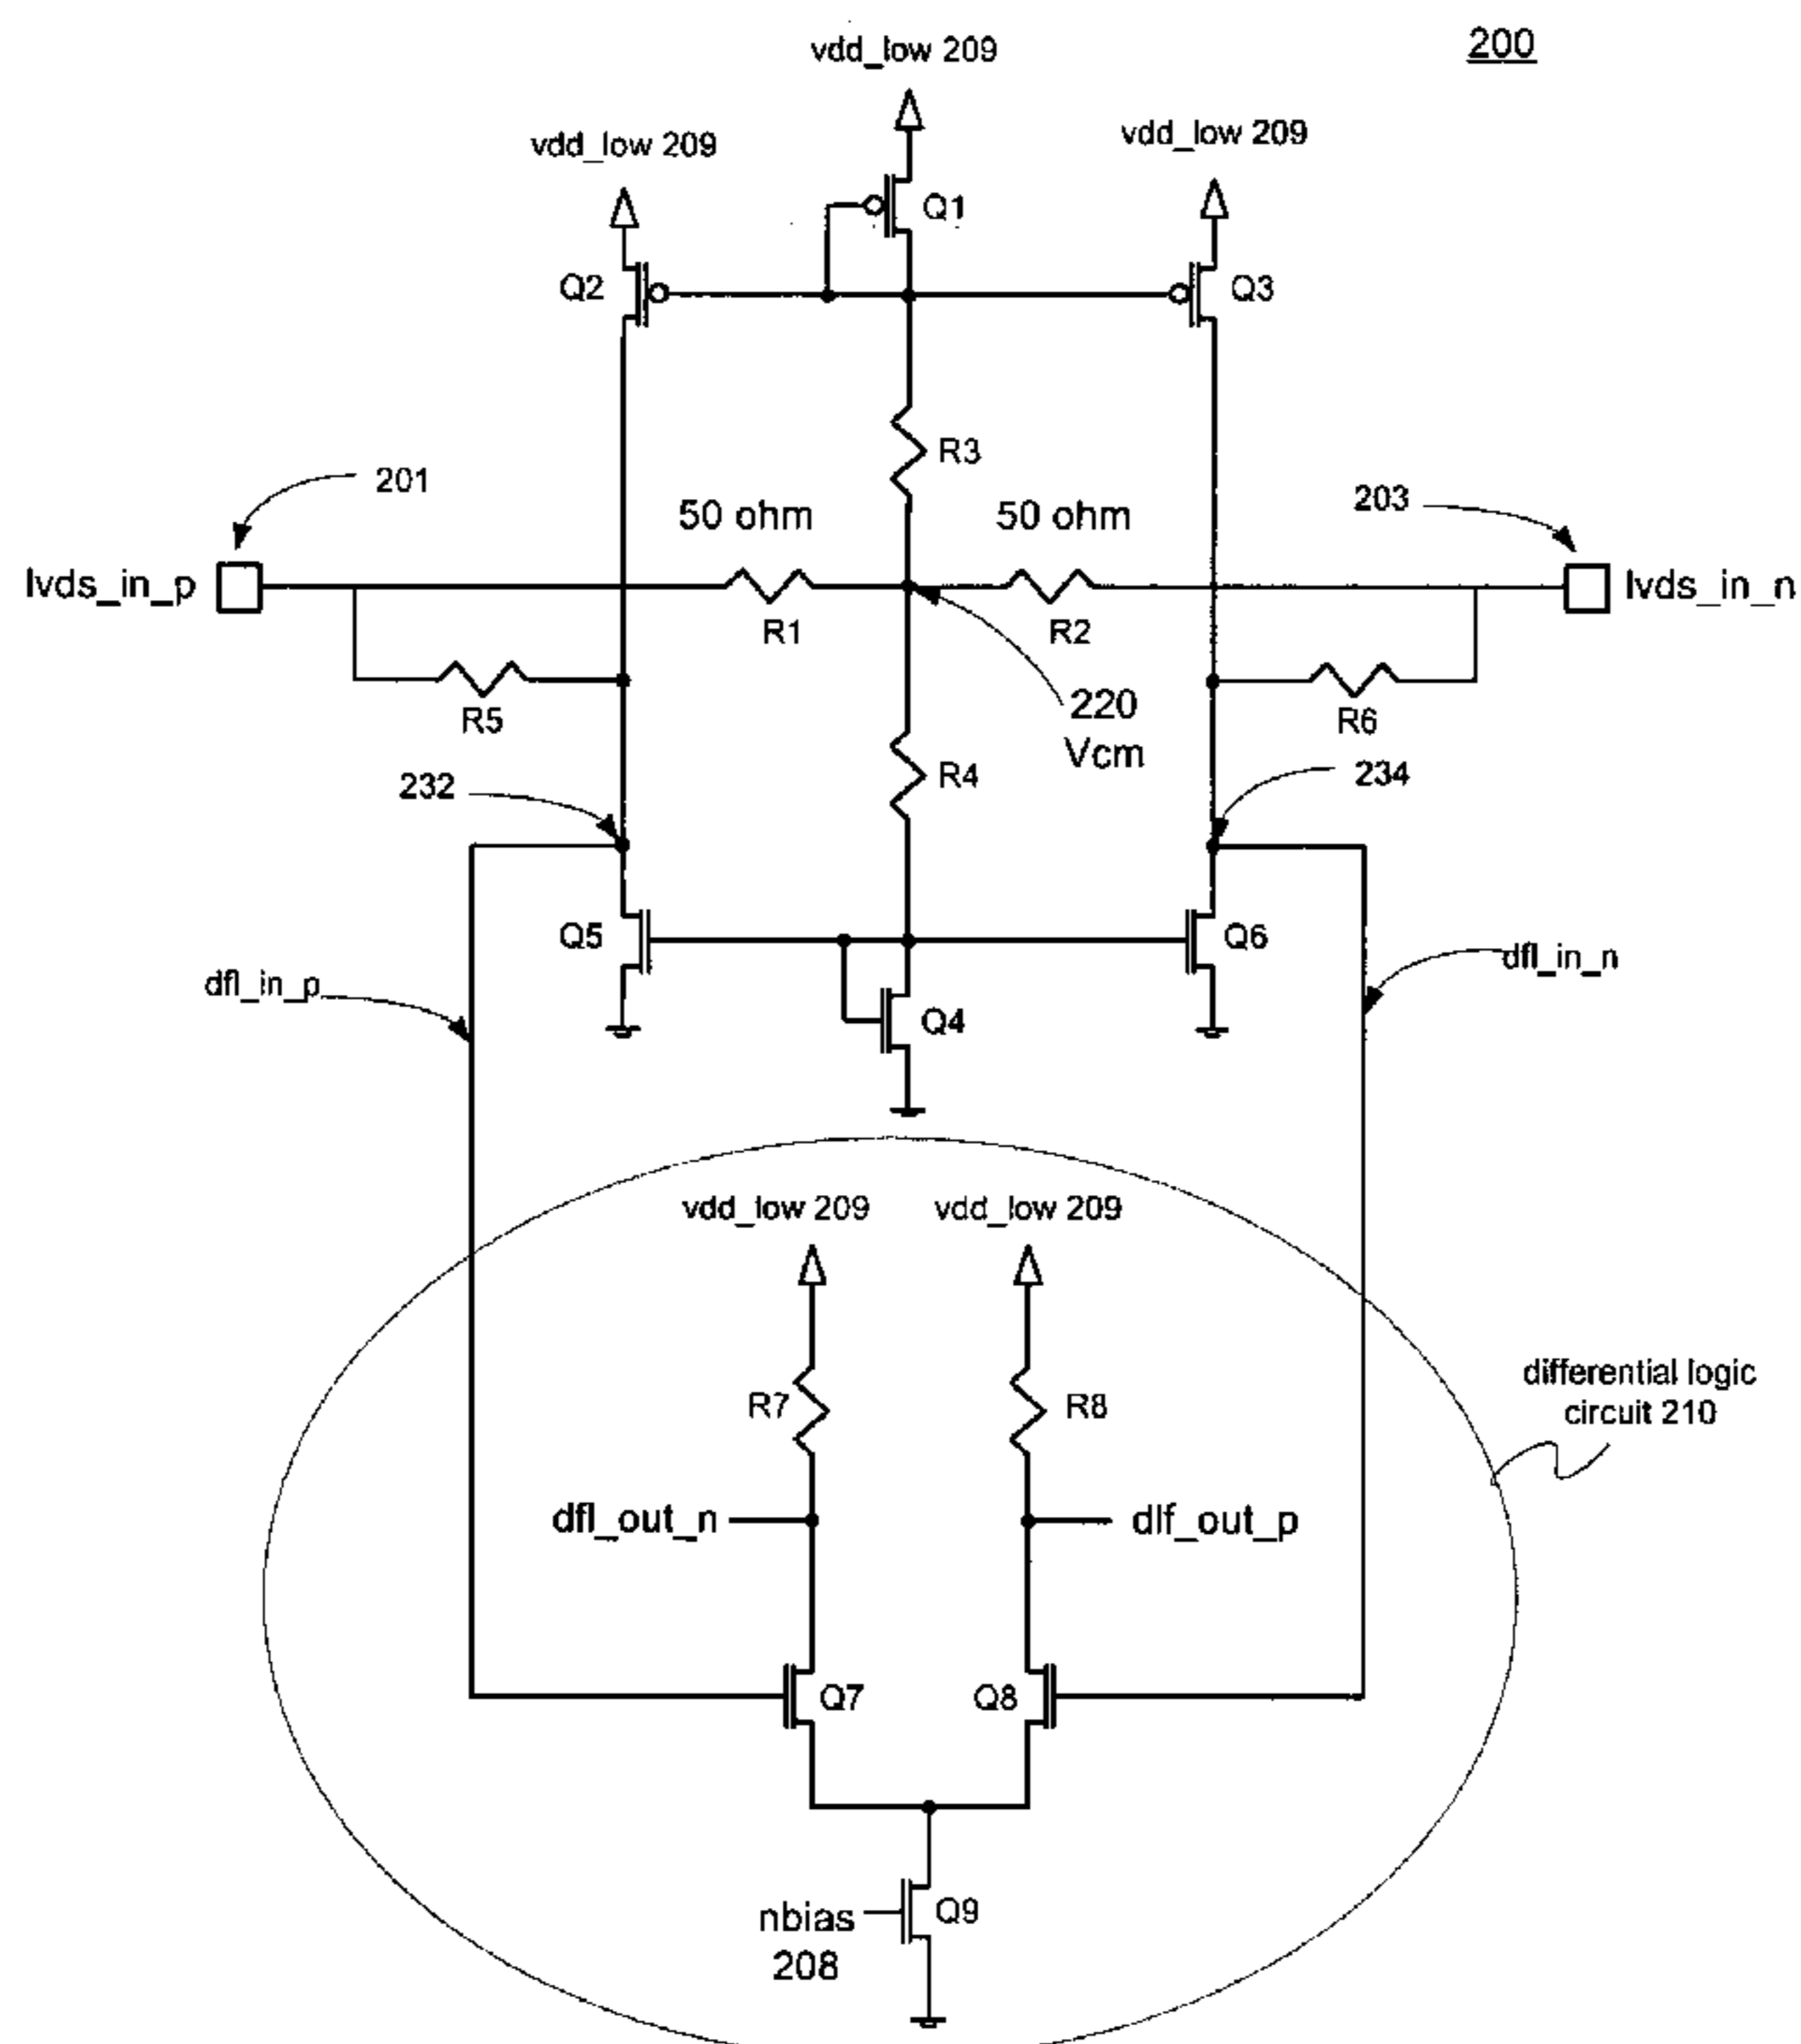 200
vdd_low 209
vdd_low 209
vdd_low 209
Q1
Q2
Q3
R3
201
203
50 ohm
50 ohm
lvds_in_p
lvds_in_n
R1
R2
R5
R6
220
Vcm
R4
232
234
Q5
Q6
dfl_in_p
dfl_in_n
Q4
vdd_low 209
vdd_low 209
differential logic
circuit 210
R7
R8
dfl_out_n
dlf_out_p
Q7
Q8
nbias
208
Q9